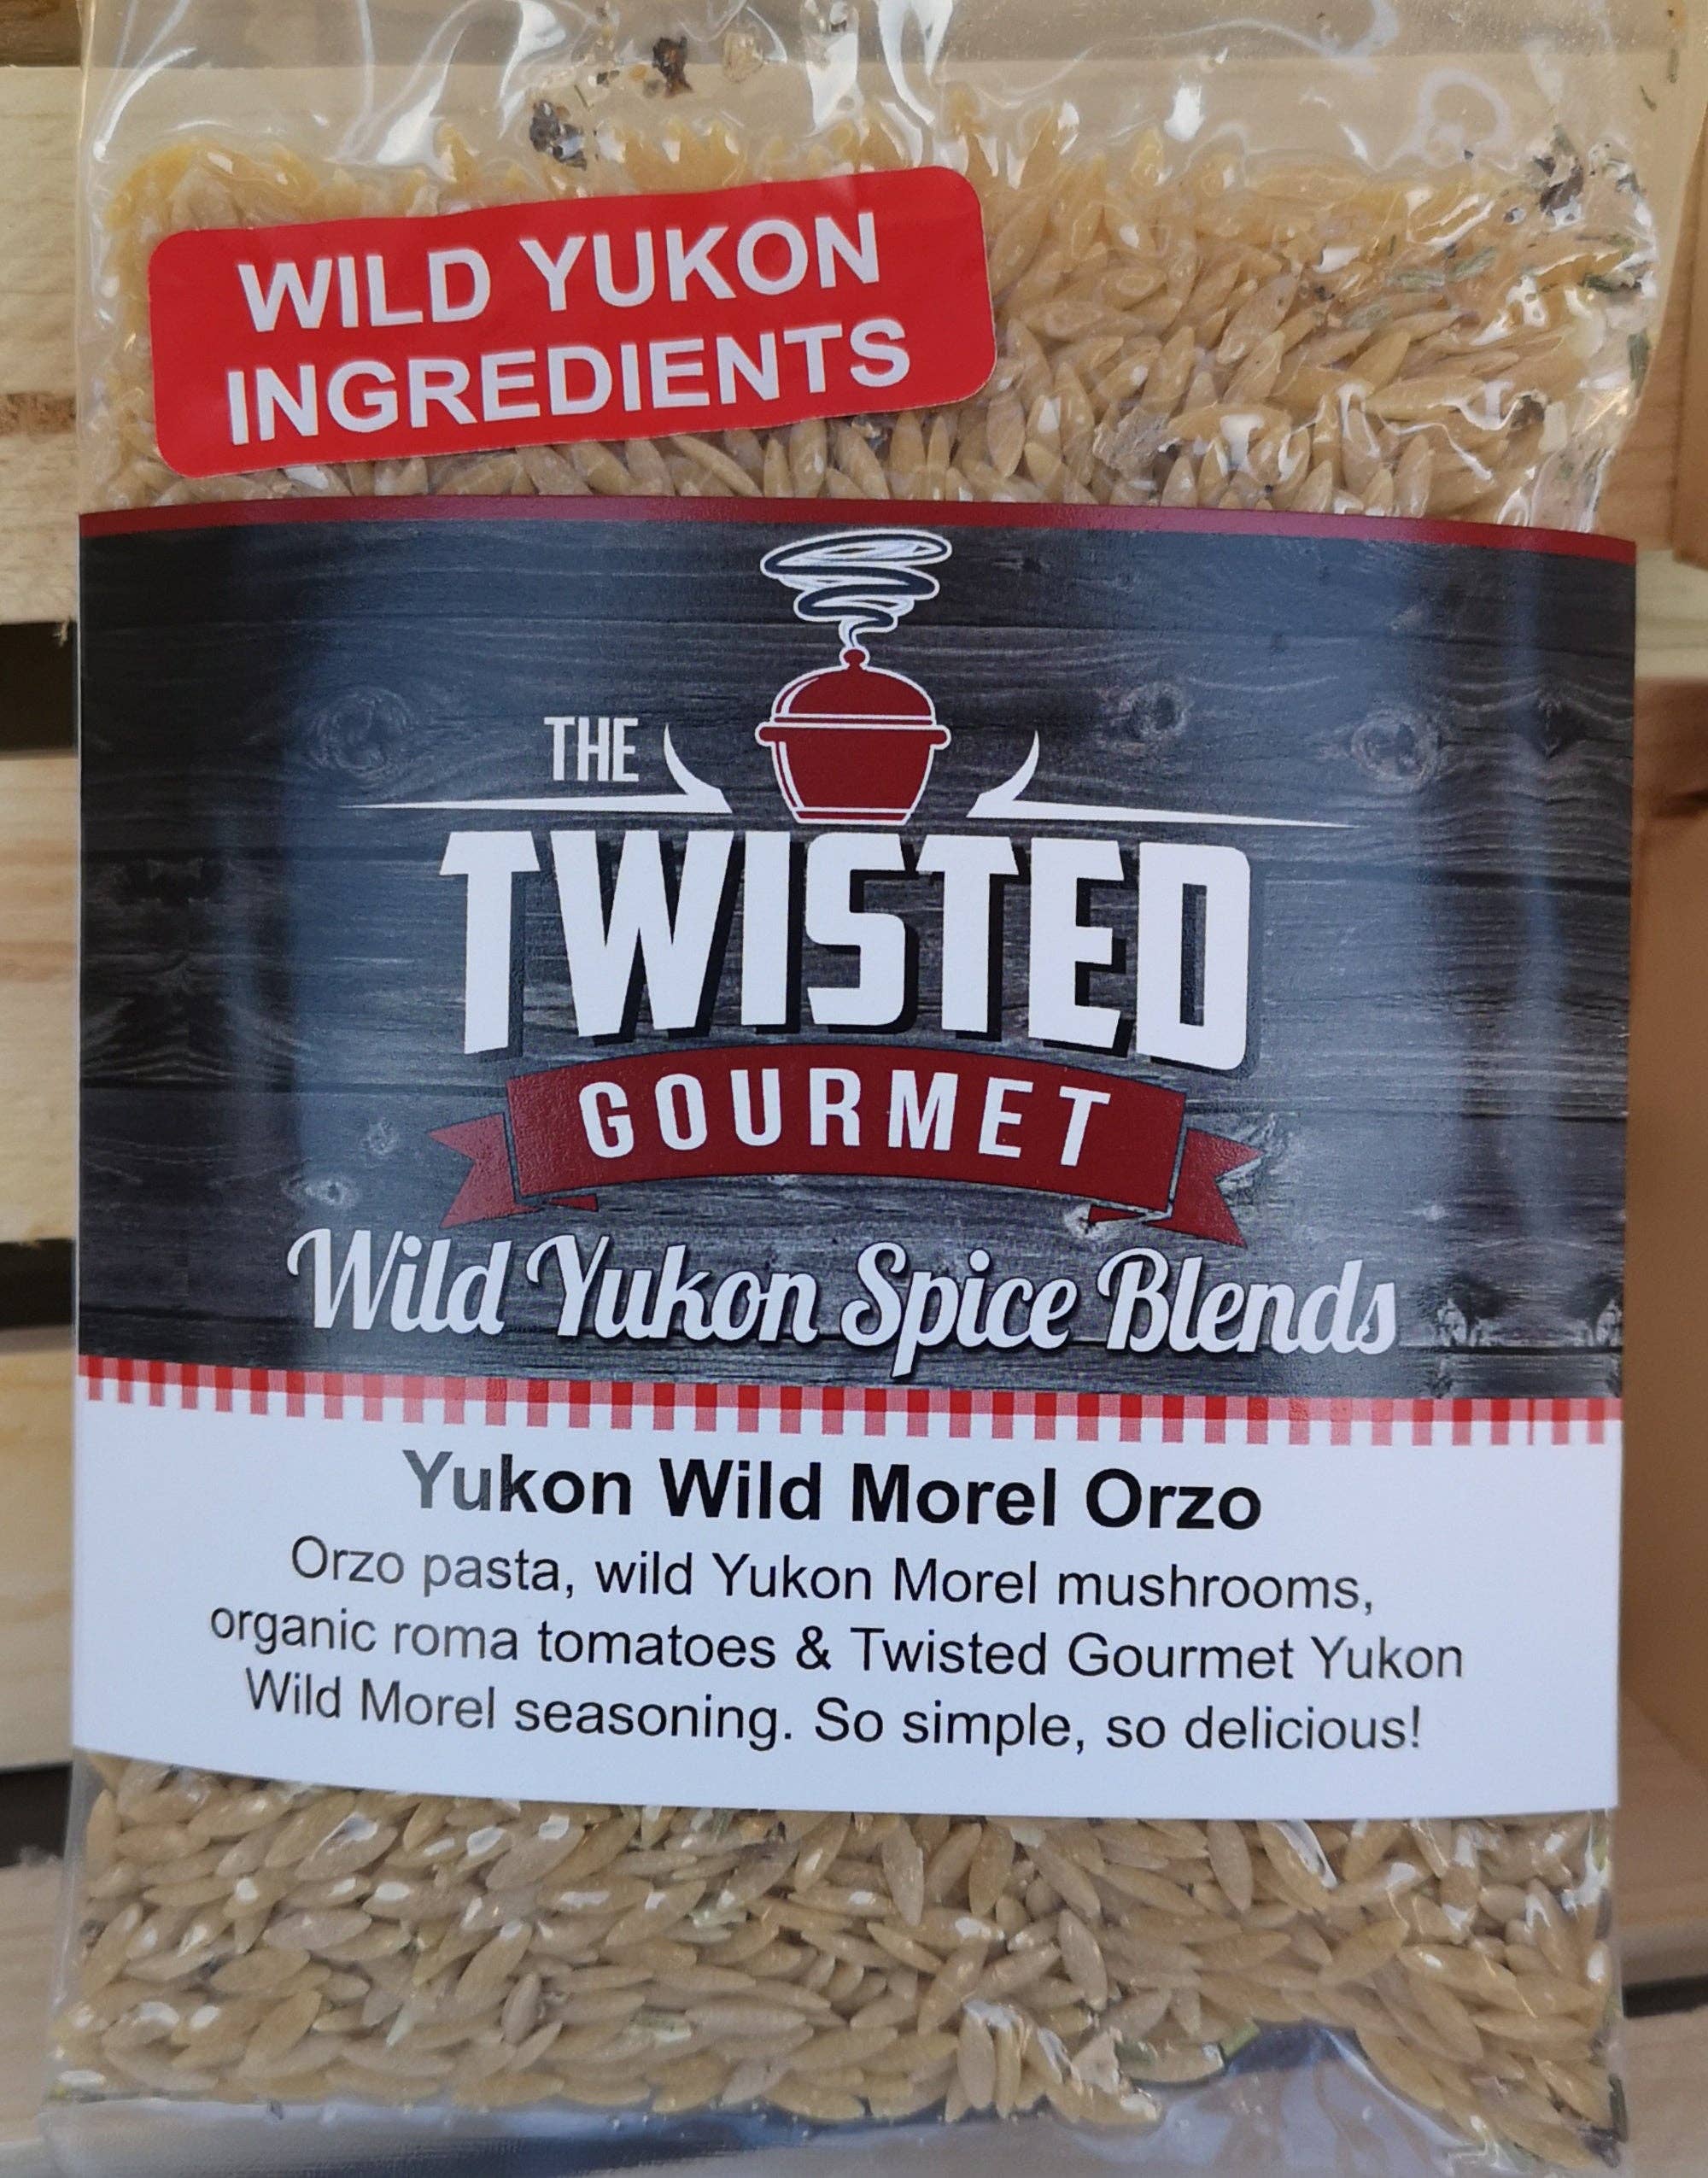 WILD YUKON
INGREDIENTS
THE
TWISTED
GOURMET
Wild Yukon Spice Blends
Yukon Wild Morel Orzo
Orzo pasta, wild Yukon Morel mushrooms,
organic roma tomatoes & Twisted Gourmet Yukon
Wild Morel seasoning. So simple, so delicious!